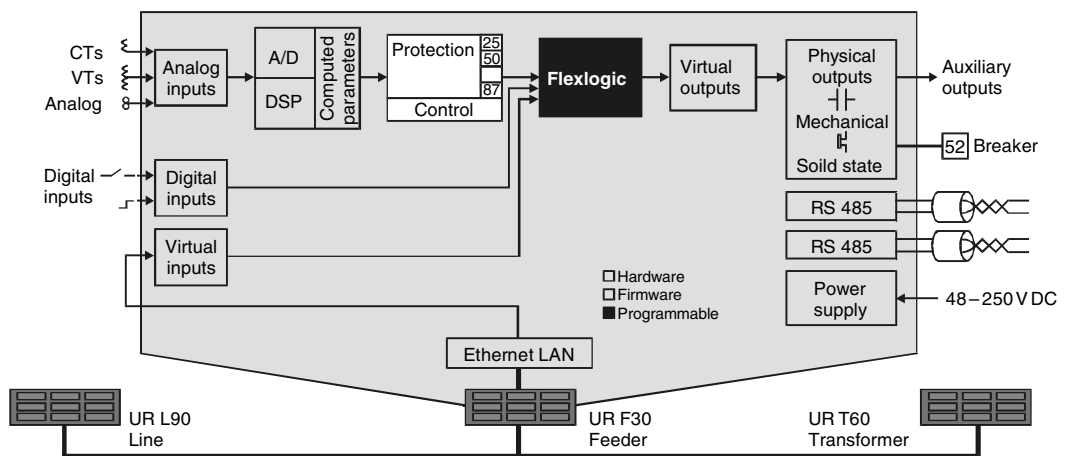 CTs
VTs
Analog
Analog
inputs
A/D
DSP
Computed
parameters
Protection
25
50
87
Control
Flexlogic
Virtual
outputs
Physical
outputs
Mechanical
Soild state
Auxiliary
outputs
52 Breaker
Digital
inputs
Digital
inputs
Virtual
inputs
RS 485
RS 485
Hardware
Firmware
Programmable
Power
supply
48–250 V DC
Ethernet LAN
UR L90
Line
UR F30
Feeder
UR T60
Transformer